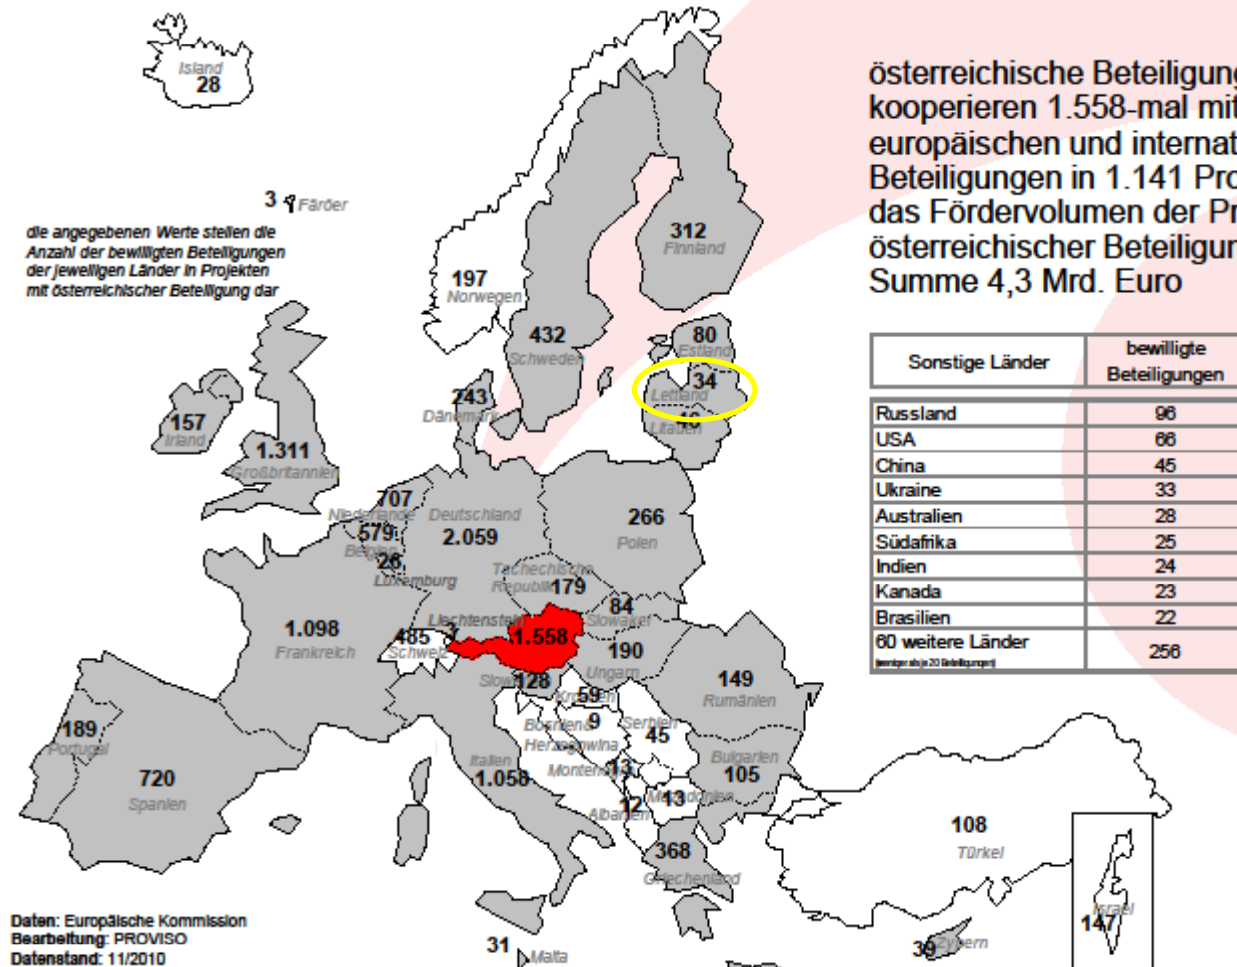 Island
28
3 Färöer
die angegebenen Werte stellen die
Anzahl der bewilligten Beteiligungen
der jeweiligen Länder in Projekten
mit österreichischer Beteiligung dar
österreichische Beteiligung
kooperieren 1.558-mal mit
europäischen und internat
Beteiligungen in 1.141 Pro
das Fördervolumen der Pr
österreichischer Beteiligun
Summe 4,3 Mrd. Euro
312
Finnland
197
Norwegen
432
Schweden
80
Estland
34
Lettland
Litauen
243
Dänemark
157
Irland
1.311
Großbritannien
707
Niederlande
579
Belgien
26
Luxemburg
Deutschland
2.059
266
Polen
Tschechische
Republik 179
84
Slowakei
Liechtenstein
1.558
485
Schweiz
1.098
Frankreich
190
Ungarn
128
59
Kroatien
149
Rumänien
9
Bosnien&
Herzegowina
Serbien
45
Montenegro
13
Bulgarien
105
189
Portugal
720
Spanien
Italien
1.058
12
Albanien
13
Mazedonien
368
Griechenland
108
Türkei
Israel
147
39 Zypern
31
Malta
Sonstige Länder bewilligte
Beteiligungen
Russland 96
USA 66
China 45
Ukraine 33
Australien 28
Südafrika 25
Indien 24
Kanada 23
Brasilien 22
60 weitere Länder 256
(weniger als je 20 Beteiligungen)
Daten: Europäische Kommission
Bearbeitung: PROVISO
Datenstand: 11/2010